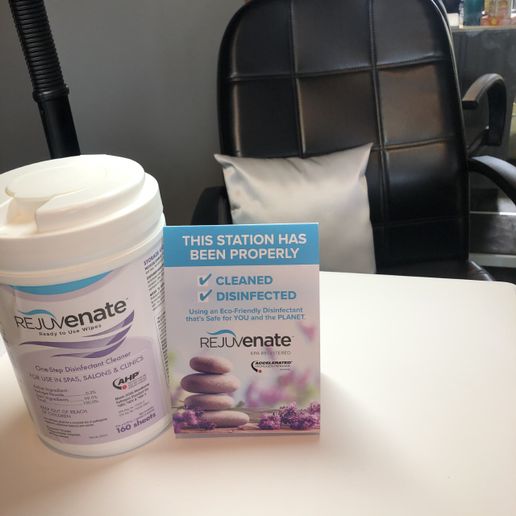 REJUVenate
Ready to Use Wipes
One-Step Disinfectant Cleaner
FOR USE IN SPAS, SALONS & CLINICS
AHP
KEEP OUT OF REACH
160 sheets
THIS STATION HAS
BEEN PROPERLY
CLEANED
DISINFECTED
Using an Eco-Friendly Disinfectant
that's Safe for YOU and the PLANET.
REJUVenate
EPA REGISTERED
ACCELERATED